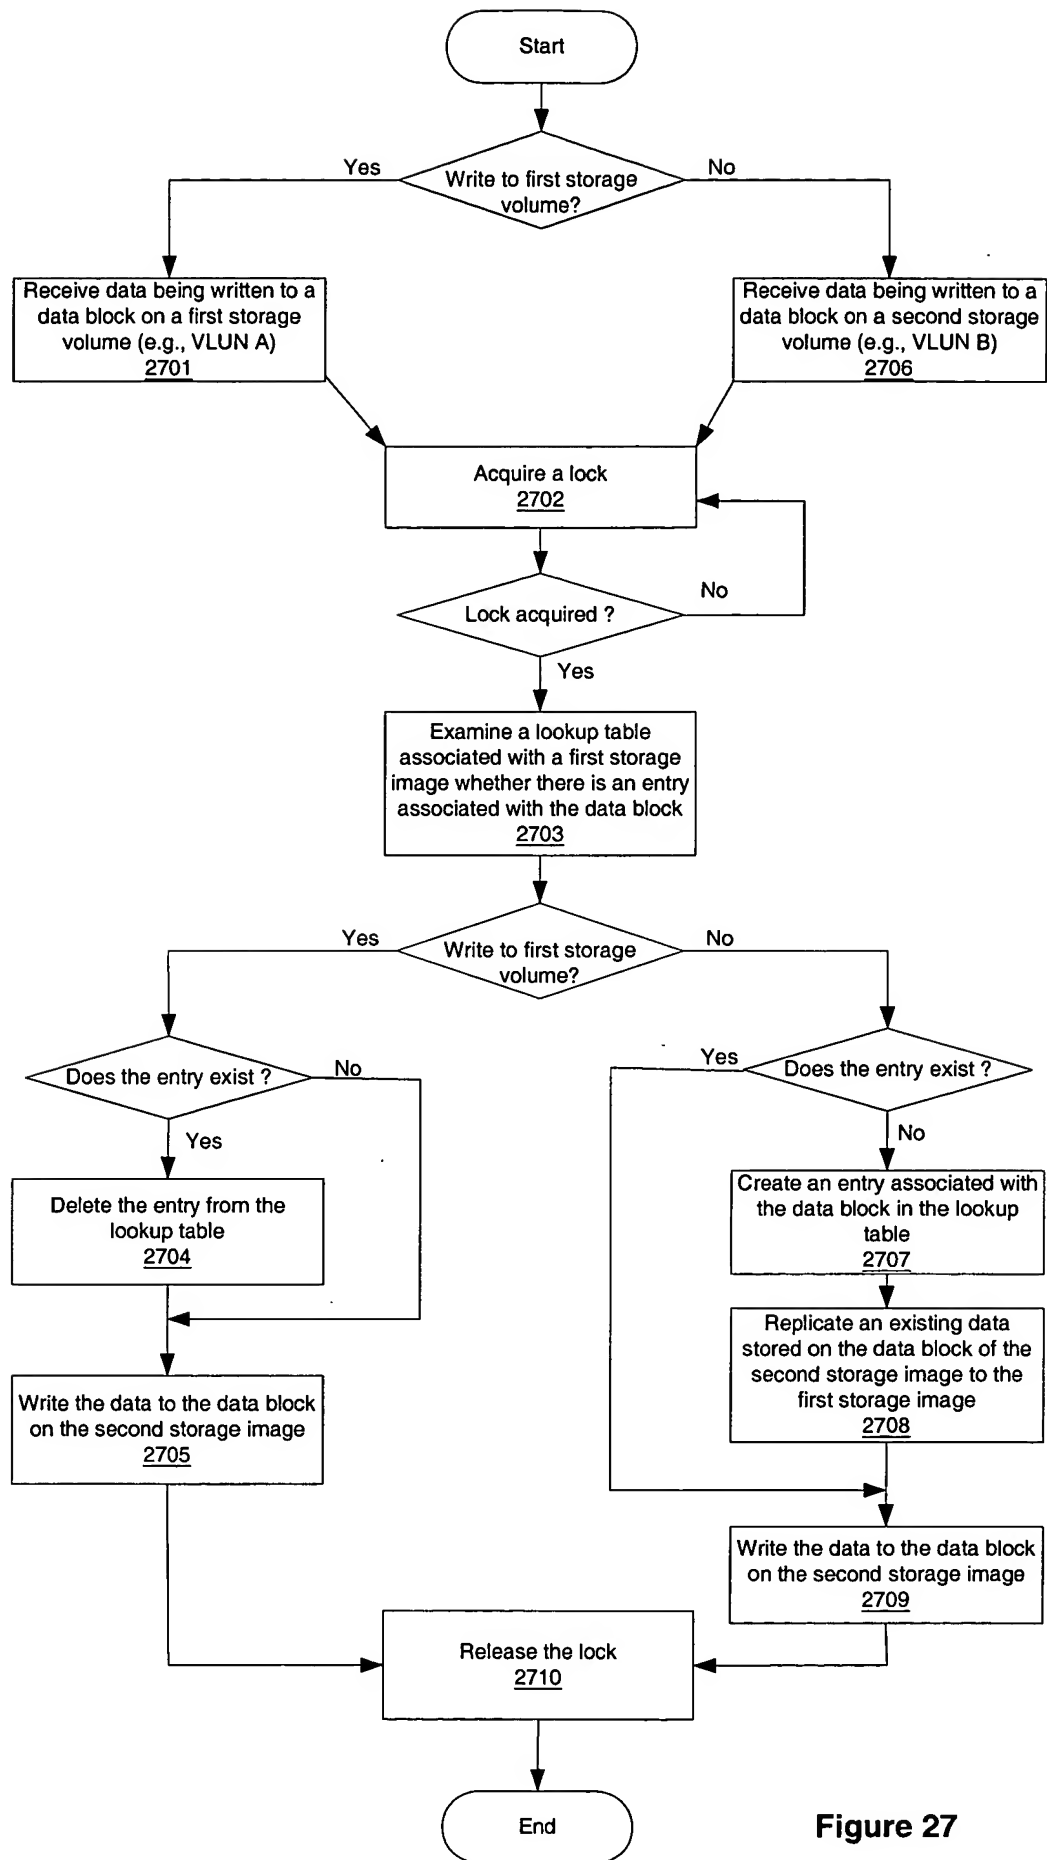 Start
Yes
No
Write to first storage
volume?
Receive data being written to a
data block on a first storage
volume (e.g., VLUN A)
2701
Receive data being written to a
data block on a second storage
volume (e.g., VLUN B)
2706
Acquire a lock
2702
No
Lock acquired ?
Yes
Examine a lookup table
associated with a first storage
image whether there is an entry
associated with the data block
2703
Yes
No
Write to first storage
volume?
No
Does the entry exist ?
Yes
Yes
Does the entry exist ?
No
Delete the entry from the
lookup table
2704
Create an entry associated with
the data block in the lookup
table
2707
Replicate an existing data
stored on the data block of the
second storage image to the
first storage image
2708
Write the data to the data block
on the second storage image
2705
Write the data to the data block
on the second storage image
2709
Release the lock
2710
End
Figure 27